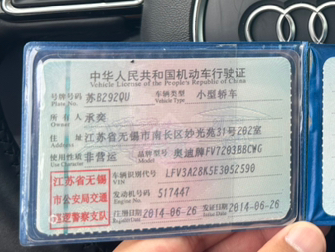 中华人民共和国机动车行驶证
Vehicle License of the People's Republic of China
号牌号码 苏B292QU 车辆类型 小型轿车
Plate No. Vehicle Type
所有人 承奕
Owner
住址 江苏省无锡市南长区妙光苑31号202室
Address
使用性质 非营运 品牌型号 奥迪牌FV7203BBCWG
Use Character Model
江苏省无锡市公安局交通巡逻警察支队
车辆识别代号 LFV3A28K5E3052590
VIN
发动机号码 517447
Engine No.
注册日期 2014-06-26 发证日期 2014-06-26
Register Date Issue Date